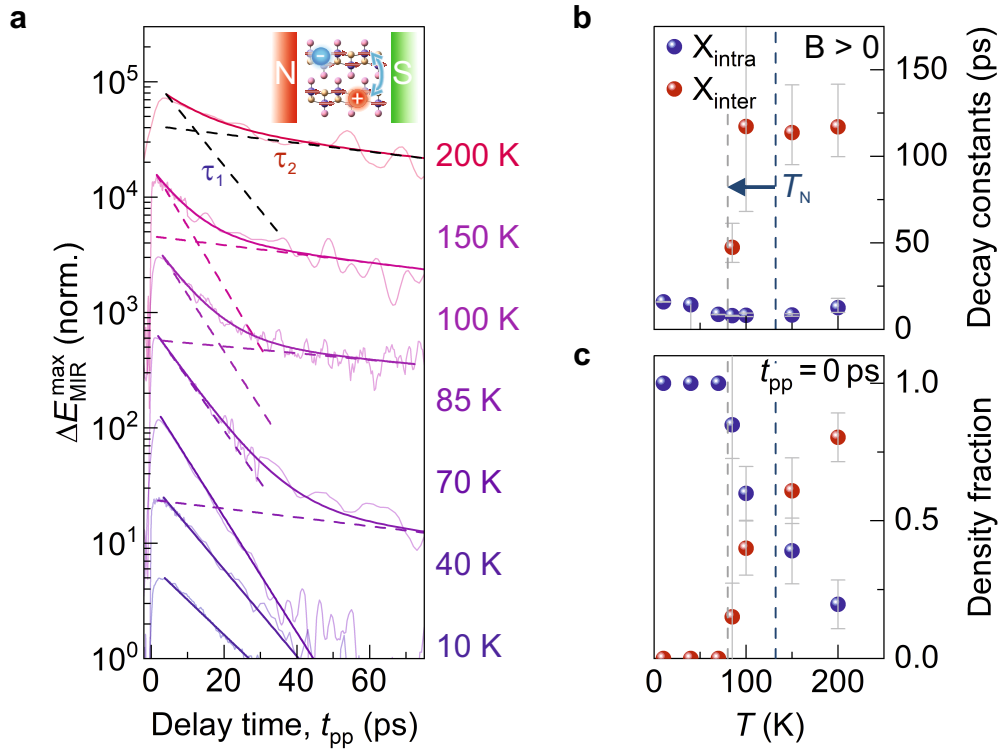 a
10⁵
10⁴
10³
10²
10¹
10⁰
ΔE_MIR^max (norm.)
0 20 40 60
Delay time, t_pp (ps)
N
−
+
S
τ₁
τ₂
200 K
150 K
100 K
85 K
70 K
40 K
10 K
b
X_intra
X_inter
B > 0
T_N
150
100
50
0
Decay constants (ps)
c
t_pp = 0 ps
1.0
0.5
0.0
Density fraction
0 100 200
T (K)